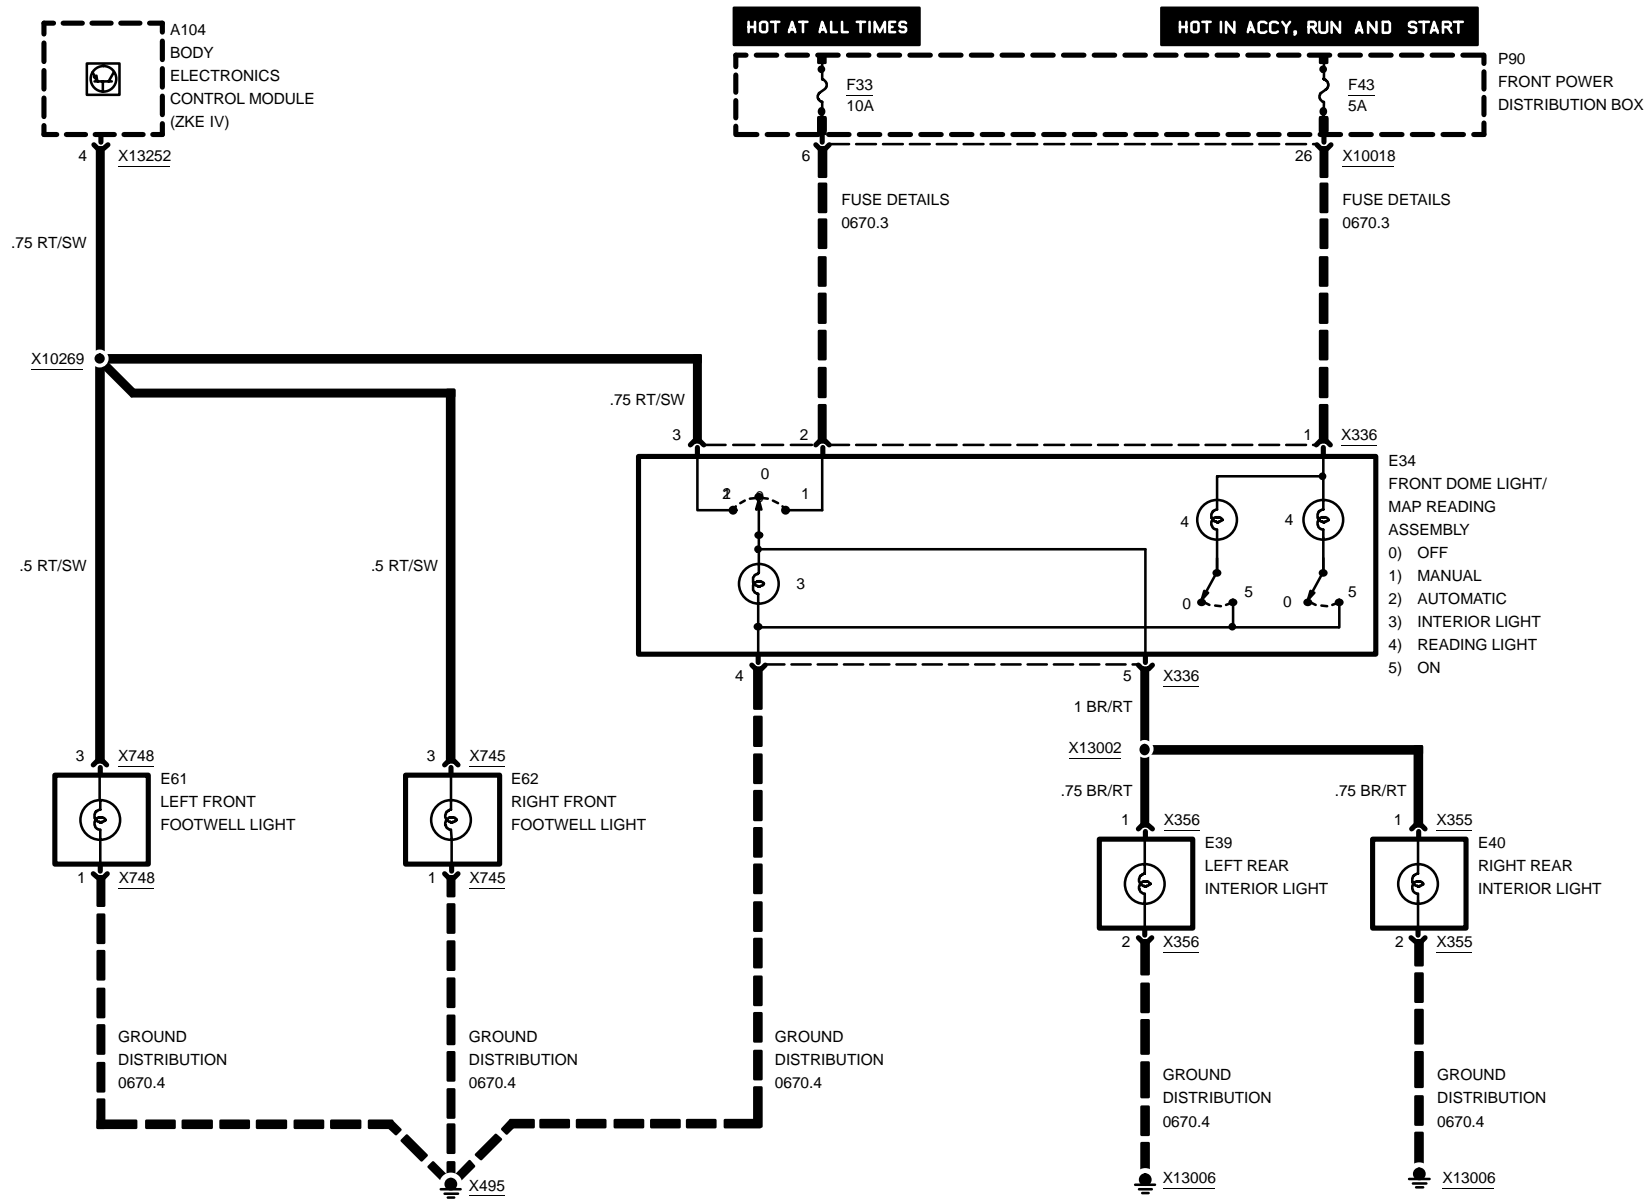 HOT AT ALL TIMES
HOT IN ACCY, RUN AND START
A104
BODY
ELECTRONICS
CONTROL MODULE
(ZKE IV)
P90
FRONT POWER
DISTRIBUTION BOX
F33
10A
F43
5A
4 X13252
6
26 X10018
FUSE DETAILS
0670.3
FUSE DETAILS
0670.3
.75 RT/SW
X10269
.75 RT/SW
3
2
1 X336
0
2
1
E34
FRONT DOME LIGHT/
MAP READING
ASSEMBLY
0) OFF
1) MANUAL
2) AUTOMATIC
3) INTERIOR LIGHT
4) READING LIGHT
5) ON
4
4
3
0
5
0
5
.5 RT/SW
.5 RT/SW
4
5 X336
1 BR/RT
X13002
.75 BR/RT
.75 BR/RT
3 X748
3 X745
E61
LEFT FRONT
FOOTWELL LIGHT
E62
RIGHT FRONT
FOOTWELL LIGHT
1 X356
1 X355
E39
LEFT REAR
INTERIOR LIGHT
E40
RIGHT REAR
INTERIOR LIGHT
1 X748
1 X745
2 X356
2 X355
GROUND
DISTRIBUTION
0670.4
GROUND
DISTRIBUTION
0670.4
GROUND
DISTRIBUTION
0670.4
GROUND
DISTRIBUTION
0670.4
GROUND
DISTRIBUTION
0670.4
X495
X13006
X13006